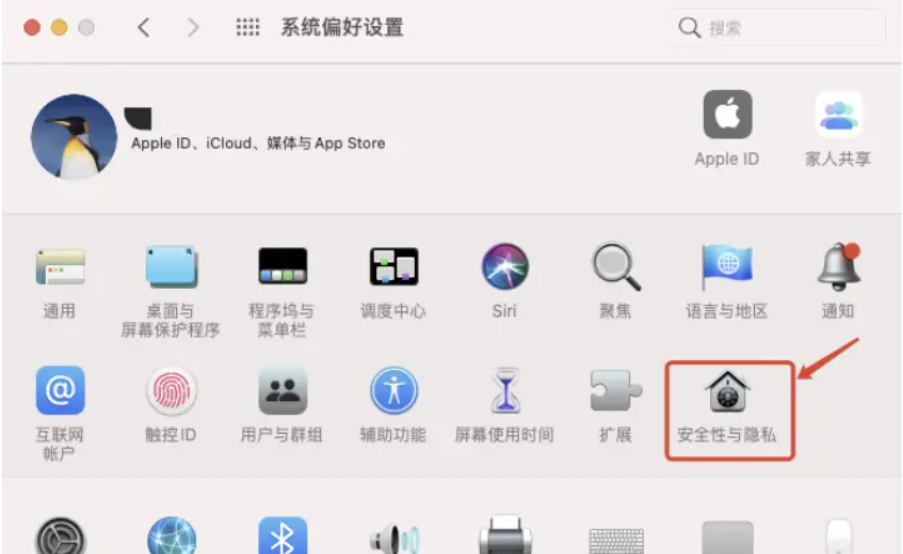 系统偏好设置
搜索
Apple ID、iCloud、媒体与App Store
Apple ID
家人共享
通用
桌面与
屏幕保护程序
程序坞与
菜单栏
调度中心
Siri
聚焦
语言与地区
通知
互联网
帐户
触控ID
用户与群组
辅助功能
屏幕使用时间
扩展
安全性与隐私